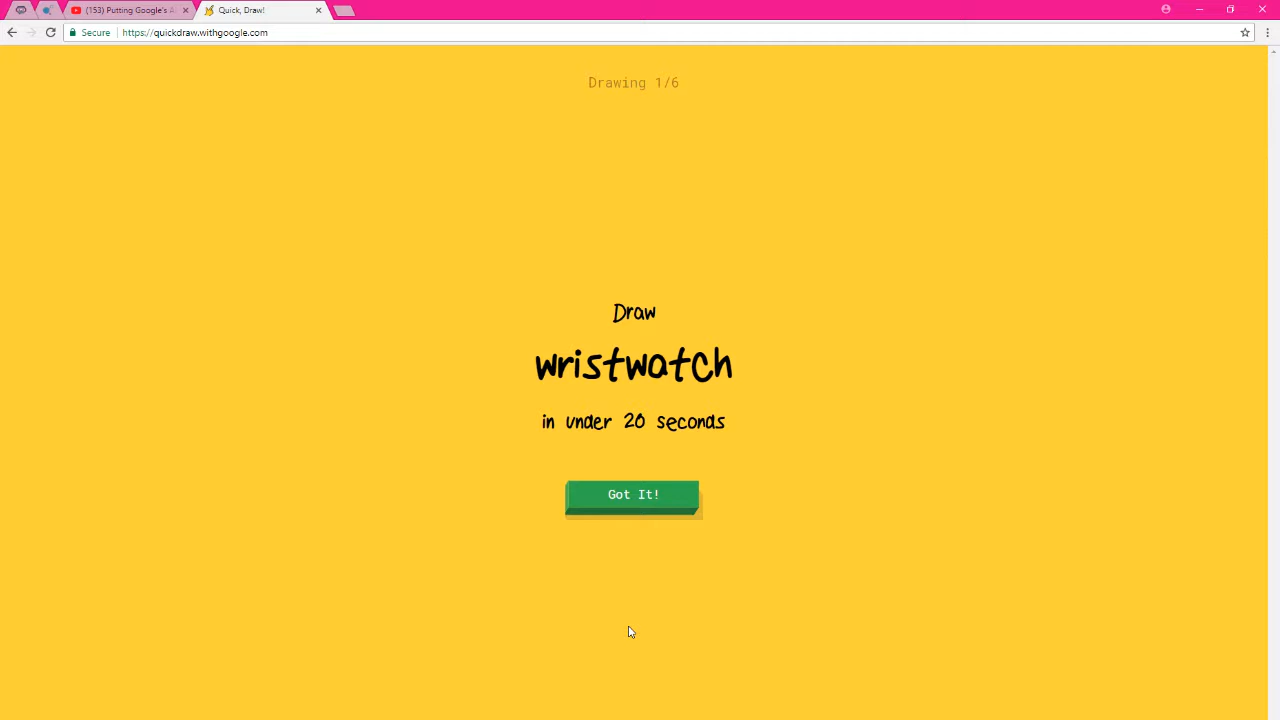 (153) Putting Google's A
Quick, Draw!
Secure
https://quickdraw.withgoogle.com
Drawing 1/6
Draw
wristwatch
in under 20 seconds
Got It!